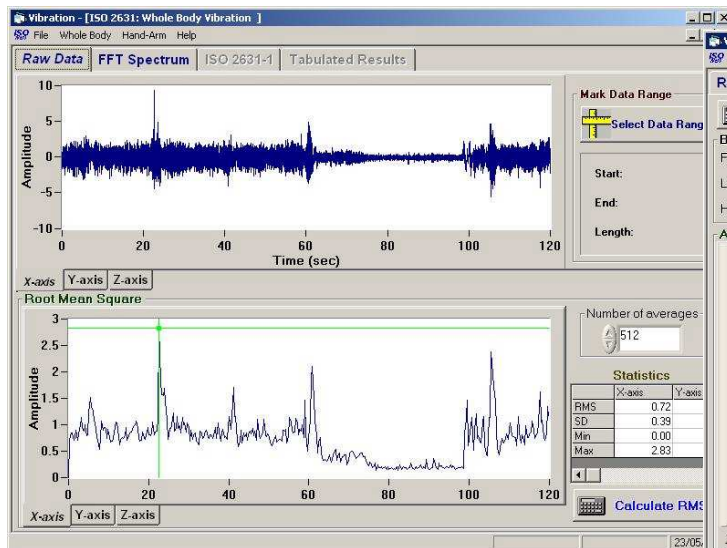 Vibration - [ISO 2631: Whole Body Vibration ]
File Whole Body Hand-Arm Help
Raw Data FFT Spectrum ISO 2631-1 Tabulated Results
10
5
0
-5
-10
Amplitude
0 20 40 60 80 100 120
Time (sec)
X-axis Y-axis Z-axis
Mark Data Range
Select Data Rang
Start:
End:
Length:
Root Mean Square
3
2.5
2
1.5
1
0.5
0
Amplitude
0 20 40 60 80 100 120
X-axis Y-axis Z-axis
Number of averages
512
Statistics
X-axis Y-axis
RMS 0.72
SD 0.39
Min 0.00
Max 2.83
Calculate RMS
23/05/